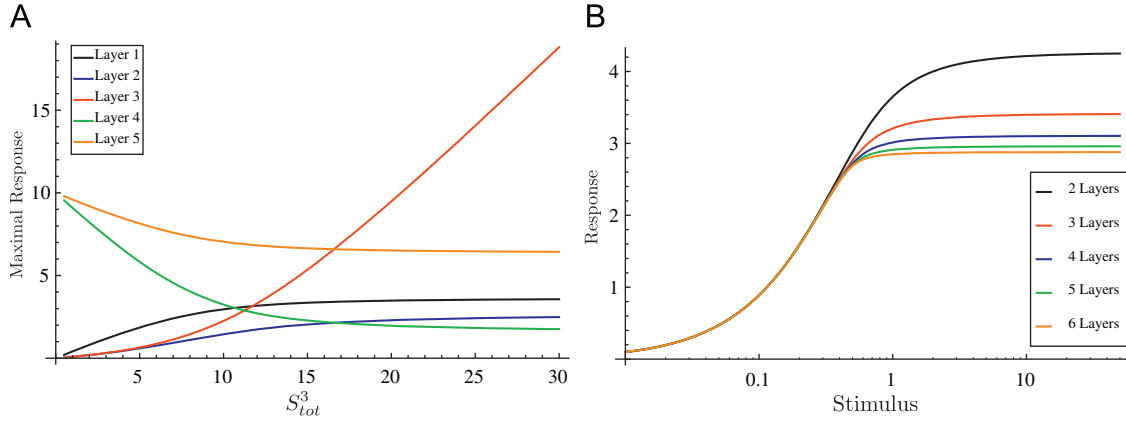 A
Maximal Response
15
10
5
Layer 1
Layer 2
Layer 3
Layer 4
Layer 5
5 10 15 20 25 30
S³tot
B
Response
4
3
2
1
2 Layers
3 Layers
4 Layers
5 Layers
6 Layers
0.1 1 10
Stimulus